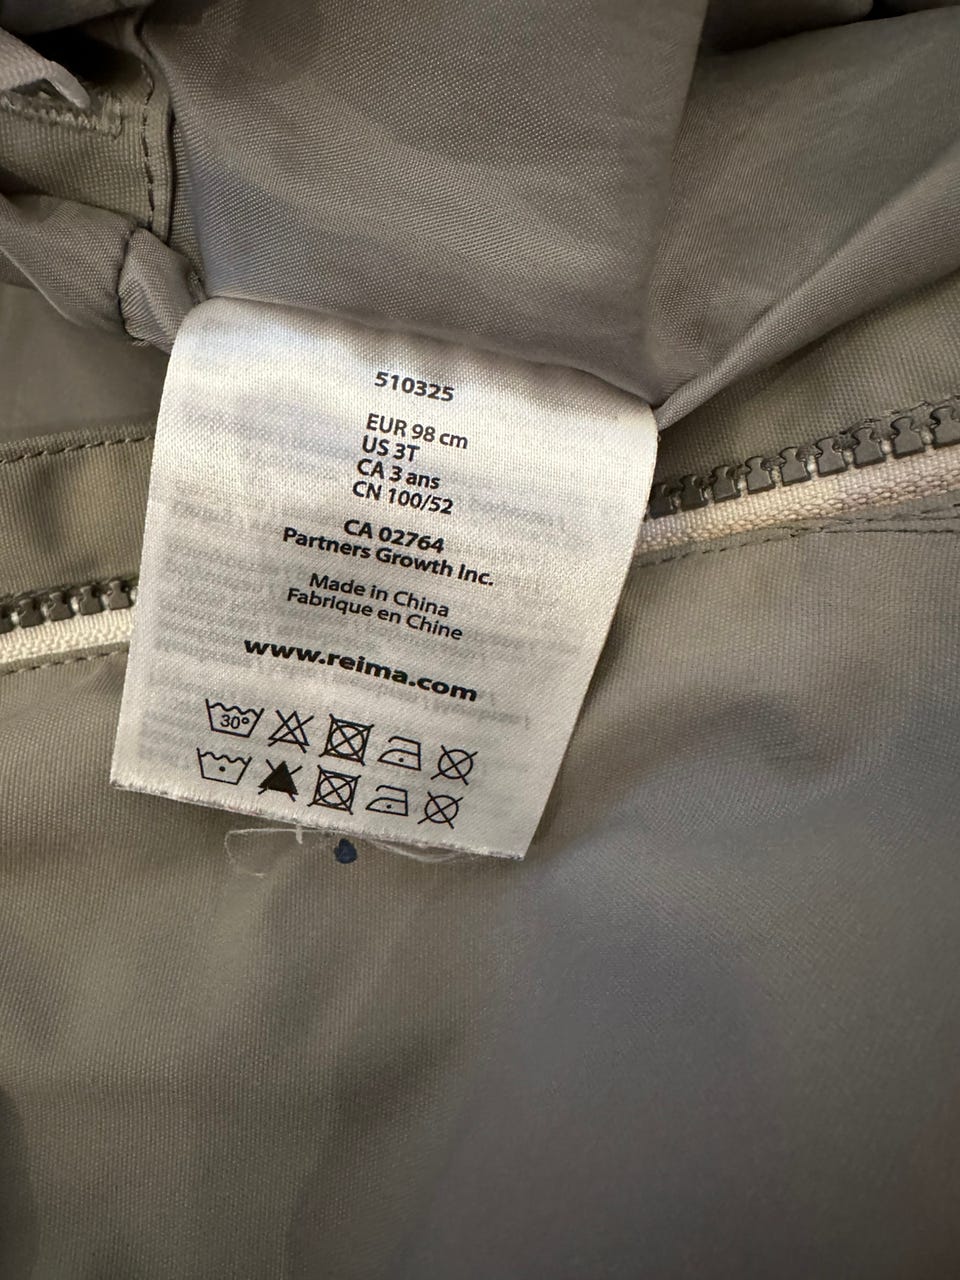 510325
EUR 98 cm
US 3T
CA 3 ans
CN 100/52
CA 02764
Partners Growth Inc.
Made in China
Fabrique en Chine
www.reima.com
30°